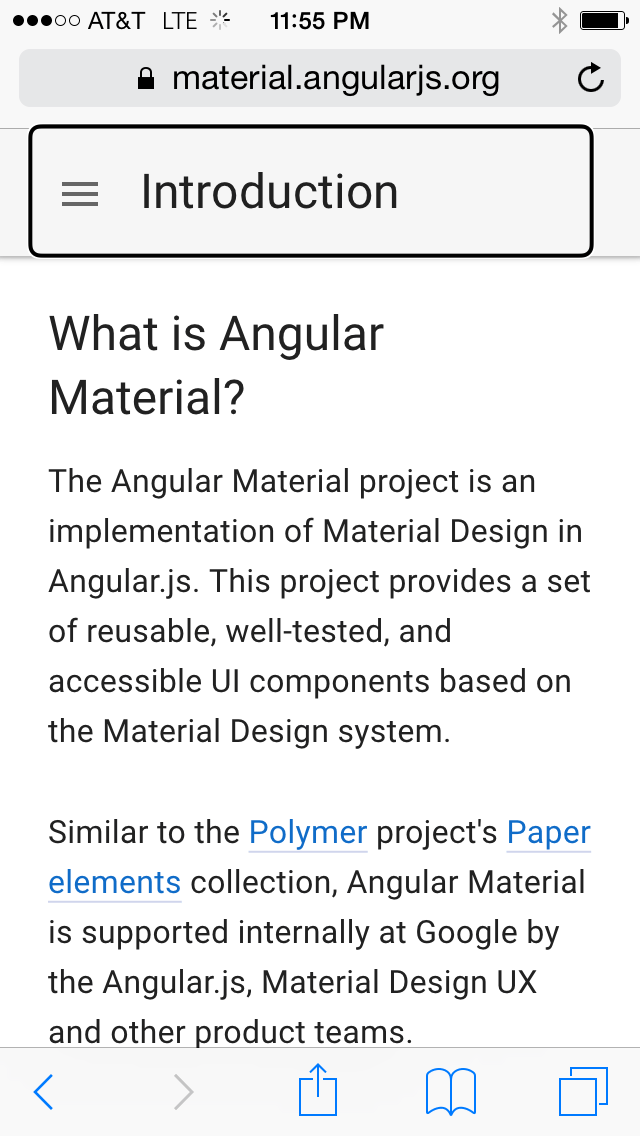 AT&T LTE 11:55 PM
material.angularjs.org
Introduction
What is Angular
Material?
The Angular Material project is an
implementation of Material Design in
Angular.js. This project provides a set
of reusable, well-tested, and
accessible UI components based on
the Material Design system.
Similar to the Polymer project's Paper
elements collection, Angular Material
is supported internally at Google by
the Angular.js, Material Design UX
and other product teams.